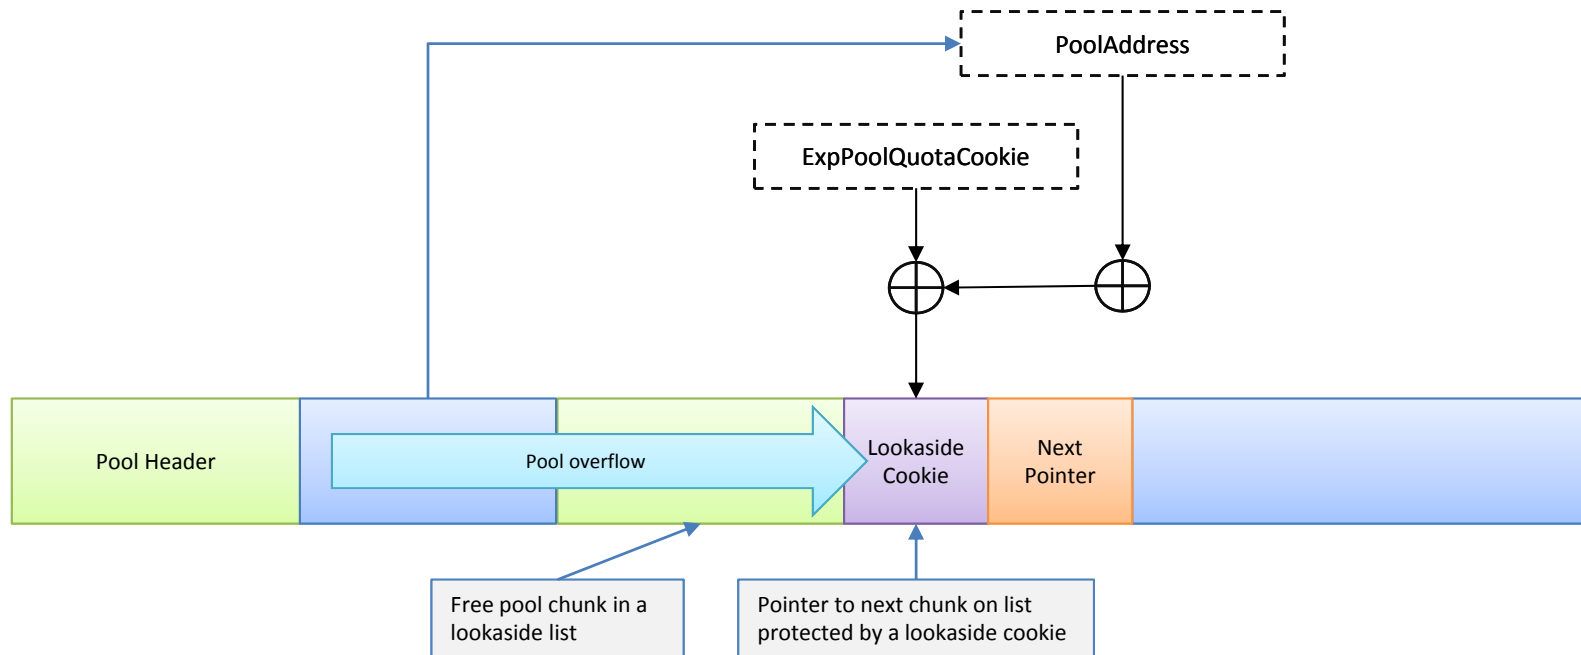 PoolAddress
ExpPoolQuotaCookie
Pool Header
Pool overflow
Lookaside
Cookie
Next
Pointer
Free pool chunk in a
lookaside list
Pointer to next chunk on list
protected by a lookaside cookie